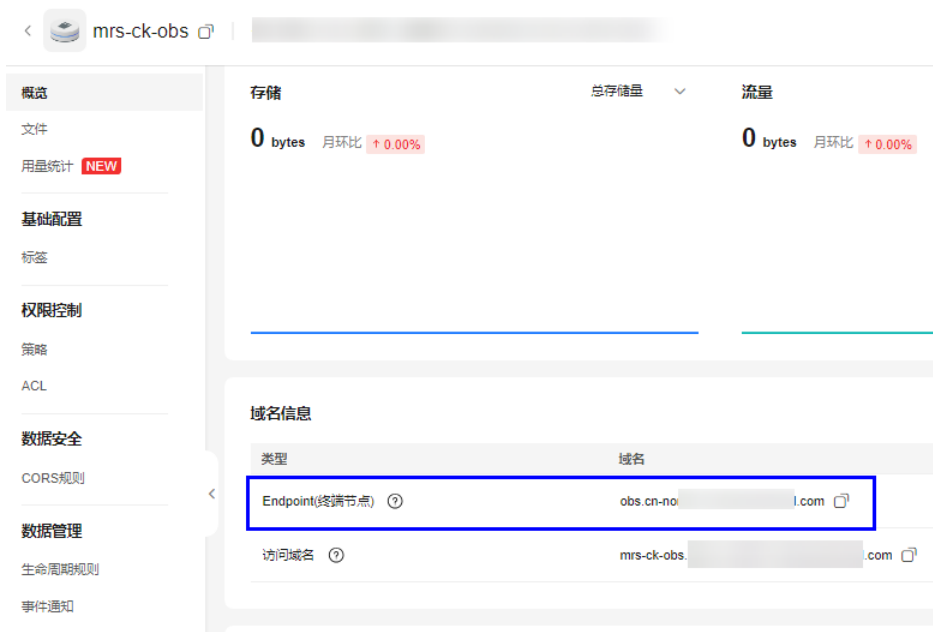 mrs-ck-obs
概览
文件
用量统计 NEW
基础配置
标签
权限控制
策略
ACL
数据安全
CORS规则
数据管理
生命周期规则
事件通知
存储
总存储量
0 bytes 月环比 ↑ 0.00%
流量
0 bytes 月环比 ↑ 0.00%
域名信息
类型 域名
Endpoint(终端节点) obs.cn-no .com
访问域名 mrs-ck-obs. .com